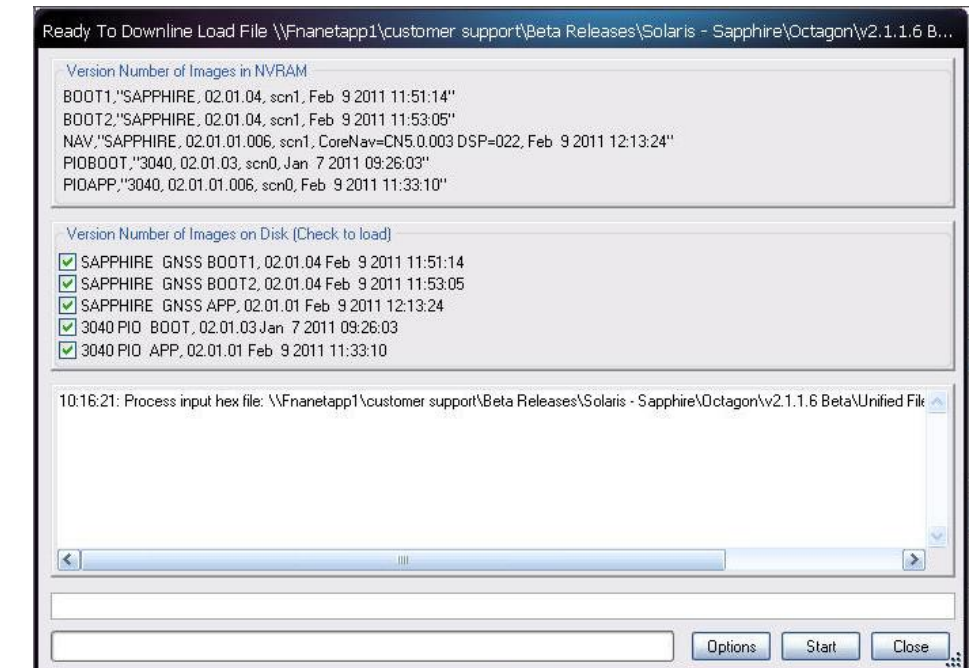 Ready To Downline Load File \\Fnanetapp1\customer support\Beta Releases\Solaris - Sapphire\Octagon\v2.1.1.6 B...
Version Number of Images in NVRAM
BOOT1,"SAPPHIRE, 02.01.04, scn1, Feb 9 2011 11:51:14"
BOOT2,"SAPPHIRE, 02.01.04, scn1, Feb 9 2011 11:53:05"
NAV,"SAPPHIRE, 02.01.01.006, scn1, CoreNav=CN5.0.003 DSP=022, Feb 9 2011 12:13:24"
PIOBOOT,"3040, 02.01.03, scn0, Jan 7 2011 09:26:03"
PIOAPP,"3040, 02.01.01.006, scn0, Feb 9 2011 11:33:10"
Version Number of Images on Disk (Check to load)
SAPPHIRE GNSS BOOT1, 02.01.04 Feb 9 2011 11:51:14
SAPPHIRE GNSS BOOT2, 02.01.04 Feb 9 2011 11:53:05
SAPPHIRE GNSS APP, 02.01.01 Feb 9 2011 12:13:24
3040 PIO BOOT, 02.01.03 Jan 7 2011 09:26:03
3040 PIO APP, 02.01.01 Feb 9 2011 11:33:10
10:16:21: Process input hex file: \\Fnanetapp1\customer support\Beta Releases\Solaris - Sapphire\Octagon\v2.1.1.6 Beta\Unified File
Options Start Close